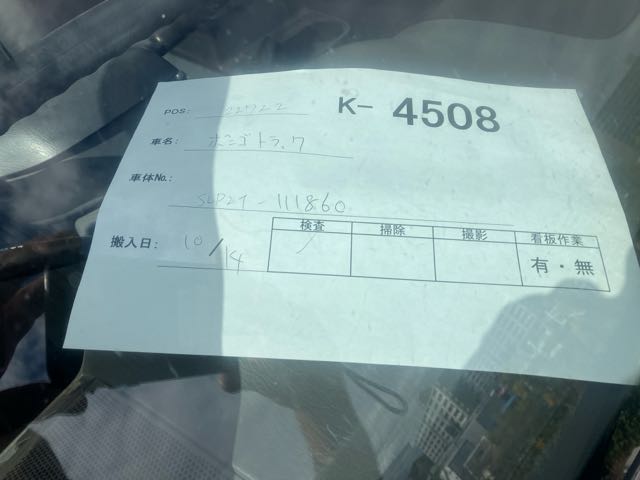 K- 4508
POS:
車名: ボンゴトラック
車体No.:
SLP2T-111860
搬入日: 10/14
検査 掃除 撮影 看板作業
有・無